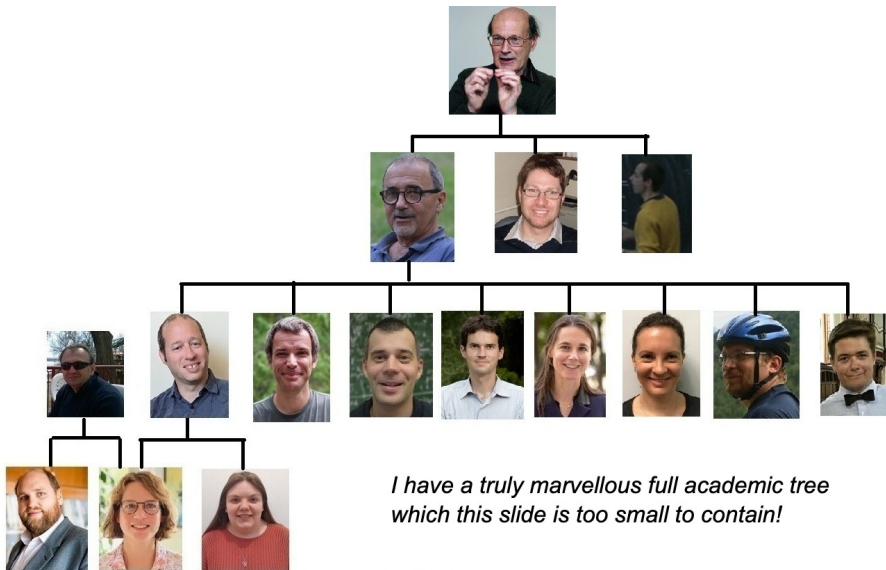 I have a truly marvellous full academic tree
which this slide is too small to contain!